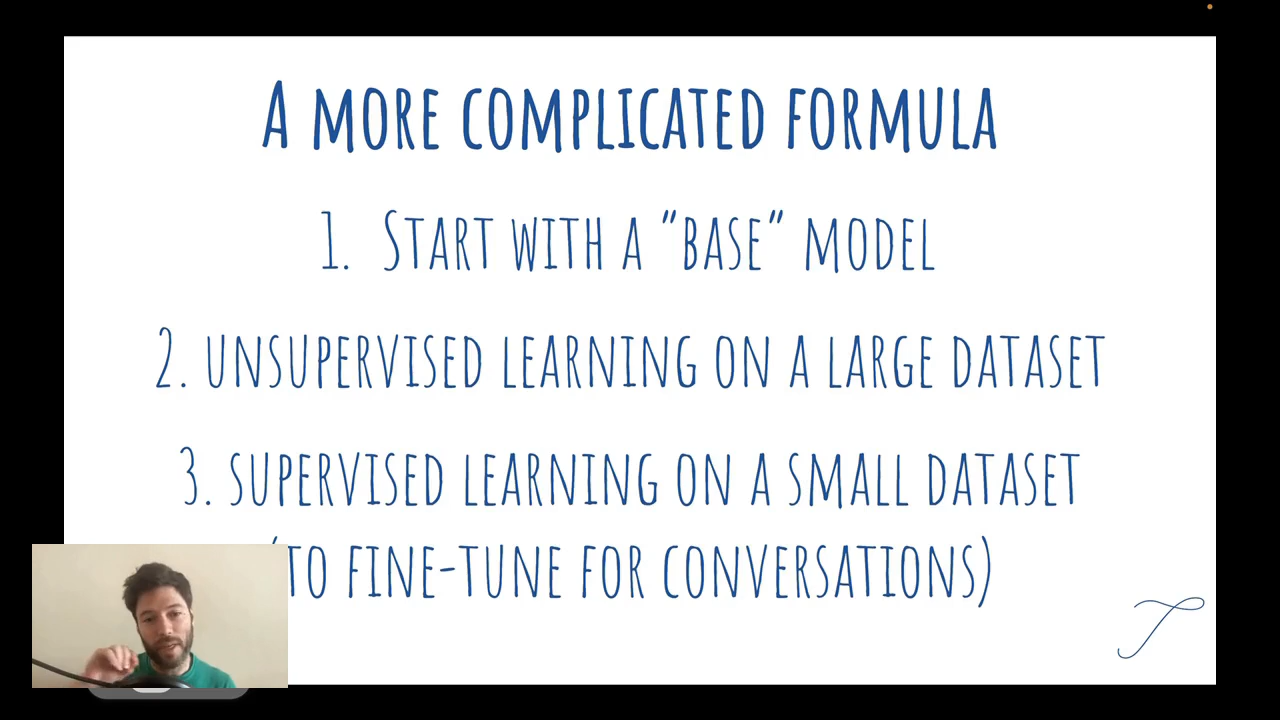 A more complicated formula
1. Start with a "base" model
2. unsupervised learning on a large dataset
3. supervised learning on a small dataset
(to fine-tune for conversations)
T